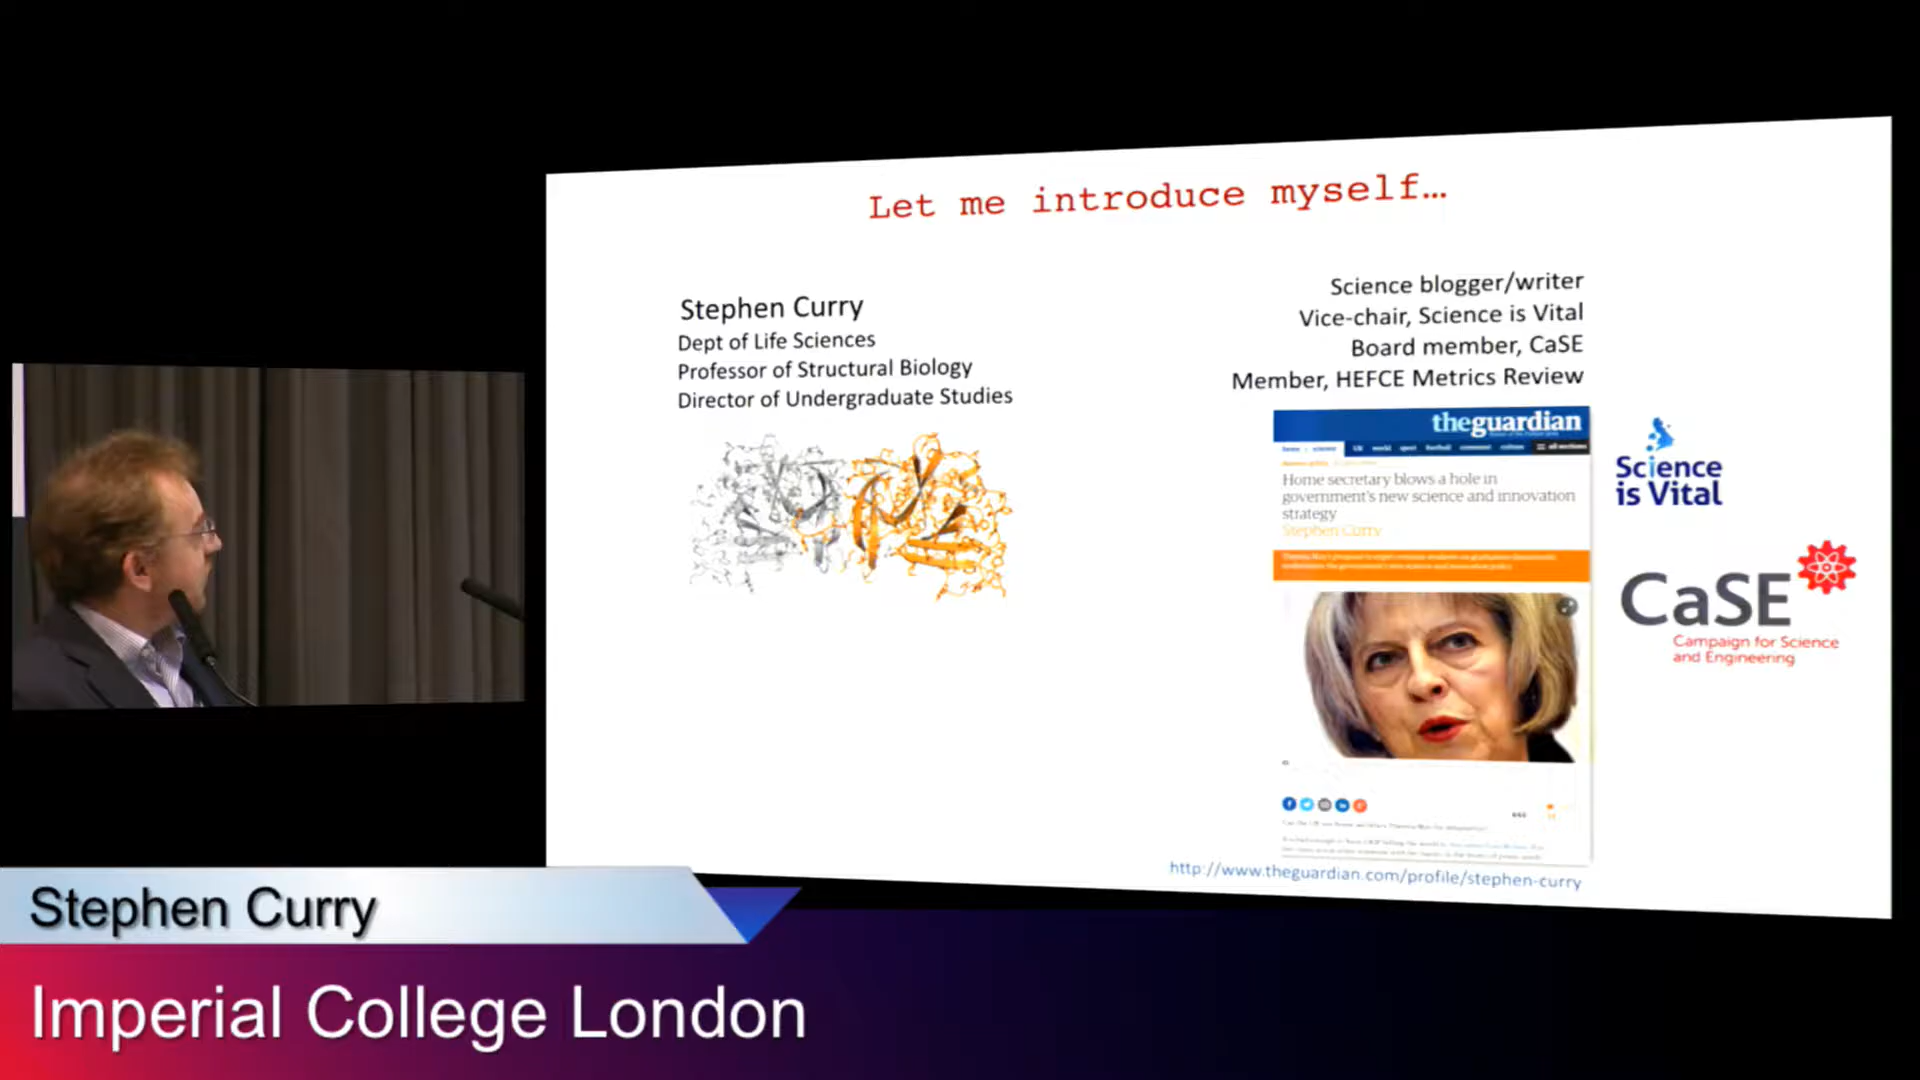 Let me introduce myself…
Stephen Curry
Dept of Life Sciences
Professor of Structural Biology
Director of Undergraduate Studies
Science blogger/writer
Vice-chair, Science is Vital
Board member, CaSE
Member, HEFCE Metrics Review
theguardian
Home secretary blows a hole in
government's new science and innovation
strategy
Stephen Curry
Science
is Vital
CaSE
Campaign for Science
and Engineering
http://www.theguardian.com/profile/stephen-curry
Stephen Curry
Imperial College London